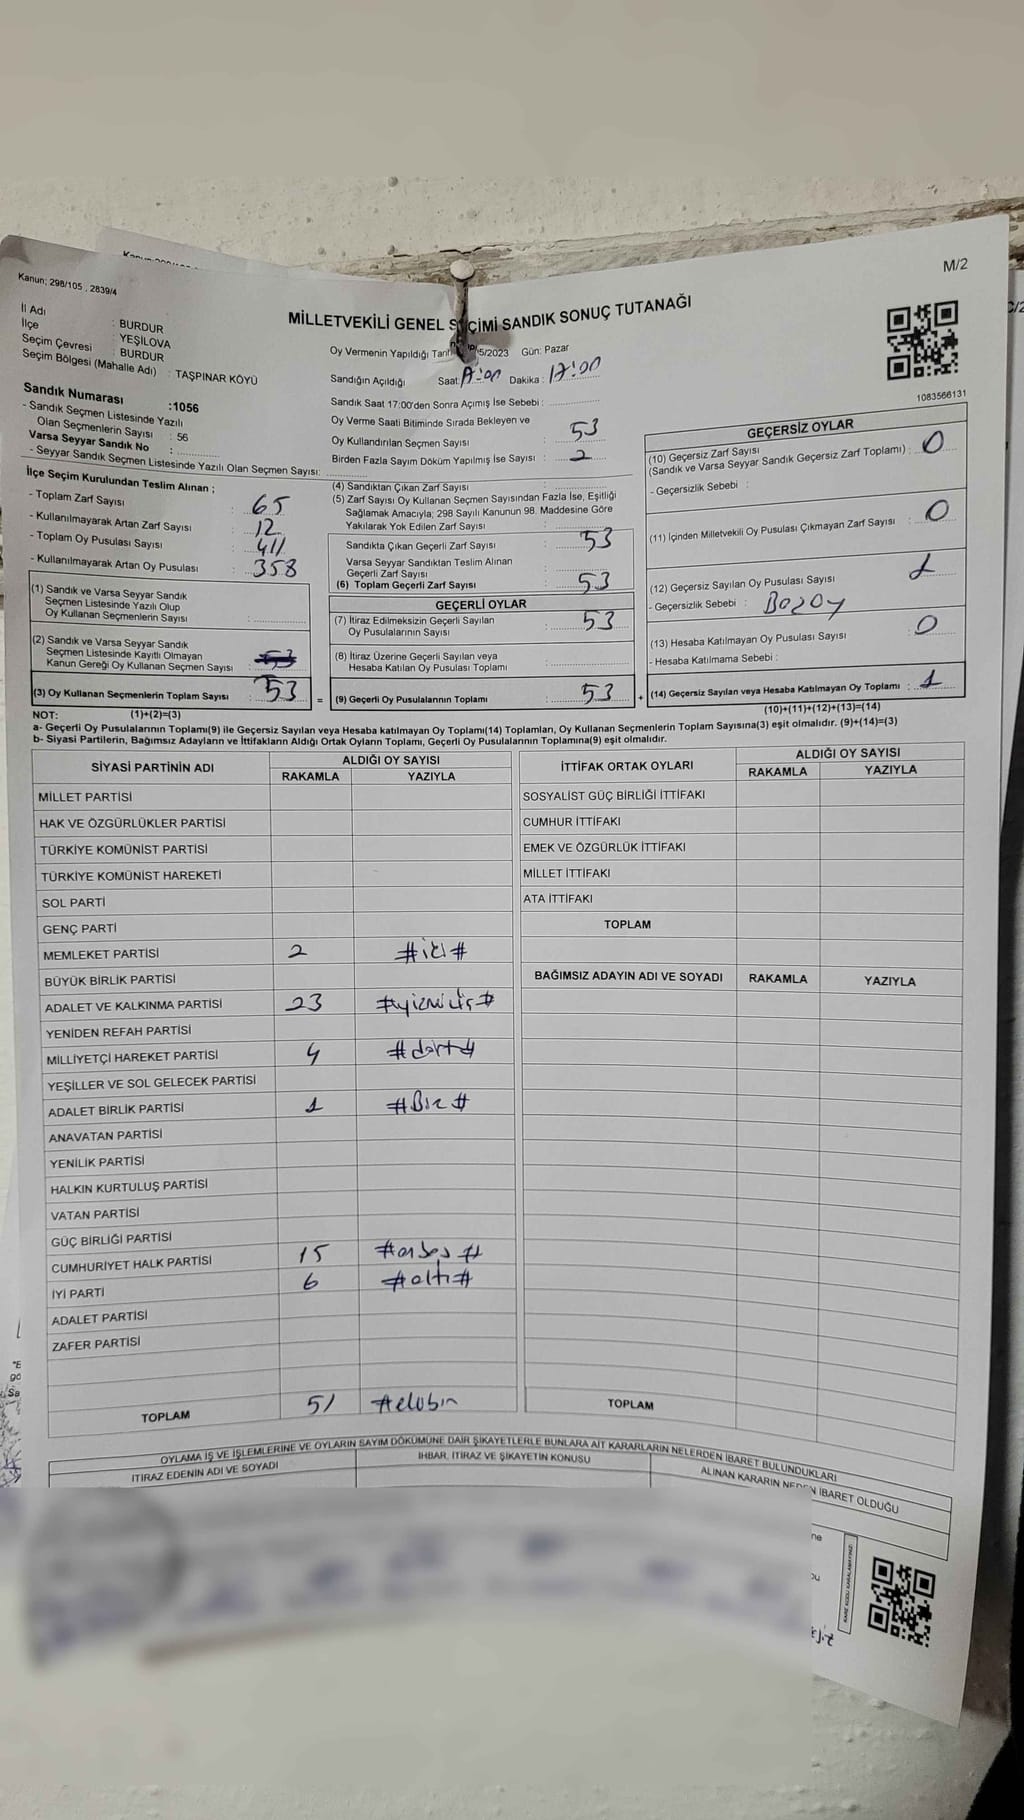 Kanun; 298/105 , 2839/4
M/2
MİLLETVEKİLİ GENEL SEÇİMİ SANDIK SONUÇ TUTANAĞI
İl Adı : BURDUR
İlçe : YEŞİLOVA
Seçim Çevresi : BURDUR
Seçim Bölgesi (Mahalle Adı) : TAŞPINAR KÖYÜ
Sandık Numarası :1056
- Sandık Seçmen Listesinde Yazılı
Olan Seçmenlerin Sayısı : 56
Varsa Seyyar Sandık No :
- Seyyar Sandık Seçmen Listesinde Yazılı Olan Seçmen Sayısı:
İlçe Seçim Kurulundan Teslim Alınan ;
- Toplam Zarf Sayısı : 65
- Kullanılmayarak Artan Zarf Sayısı : 12
- Toplam Oy Pusulası Sayısı : 411
- Kullanılmayarak Artan Oy Pusulası : 358
(1) Sandık ve Varsa Seyyar Sandık
Seçmen Listesinde Yazılı Olup
Oy Kullanan Seçmenlerin Sayısı :
(2) Sandık ve Varsa Seyyar Sandık
Seçmen Listesinde Kayıtlı Olmayan
Kanun Gereği Oy Kullanan Seçmen Sayısı : 53
(3) Oy Kullanan Seçmenlerin Toplam Sayısı : 53 =
Oy Vermenin Yapıldığı 5/2023 Gün: Pazar
Sandığın Açıldığı Saat: 17:00 Dakika : 17:00
Sandık Saat 17:00'den Sonra Açımış İse Sebebi :
Oy Verme Saati Bitiminde Sırada Bekleyen ve
Oy Kullandırılan Seçmen Sayısı : 53
Birden Fazla Sayım Döküm Yapılmış İse Sayısı : 2
(4) Sandıktan Çıkan Zarf Sayısı :
(5) Zarf Sayısı Oy Kullanan Seçmen Sayısından Fazla İse, Eşitliği
Sağlamak Amacıyla; 298 Sayılı Kanunun 98. Maddesine Göre
Yakılarak Yok Edilen Zarf Sayısı :
Sandıkta Çıkan Geçerli Zarf Sayısı : 53
Varsa Seyyar Sandıktan Teslim Alınan
Geçerli Zarf Sayısı :
(6) Toplam Geçerli Zarf Sayısı : 53
GEÇERLİ OYLAR
(7) İtiraz Edilmeksizin Geçerli Sayılan
Oy Pusulalarının Sayısı : 53
(8) İtiraz Üzerine Geçerli Sayılan veya
Hesaba Katılan Oy Pusulası Toplamı :
(9) Geçerli Oy Pusulalarının Toplamı : 53 +
1083566131
GEÇERSİZ OYLAR
(10) Geçersiz Zarf Sayısı
(Sandık ve Varsa Seyyar Sandık Geçersiz Zarf Toplamı) : 0
- Geçersizlik Sebebi :
(11) İçinden Milletvekili Oy Pusulası Çıkmayan Zarf Sayısı : 0
(12) Geçersiz Sayılan Oy Pusulası Sayısı : 1
- Geçersizlik Sebebi :
(13) Hesaba Katılmayan Oy Pusulası Sayısı : 0
- Hesaba Katılmama Sebebi :
(14) Geçersiz Sayılan veya Hesaba Katılmayan Oy Toplamı : 1
NOT: (1)+(2)=(3)
(10)+(11)+(12)+(13)=(14)
a- Geçerli Oy Pusulalarının Toplamı(9) ile Geçersiz Sayılan veya Hesaba katılmayan Oy Toplamı(14) Toplamları, Oy Kullanan Seçmenlerin Toplam Sayısına(3) eşit olmalıdır. (9)+(14)=(3)
b- Siyasi Partilerin, Bağımsız Adayların ve İttifakların Aldığı Ortak Oyların Toplamı, Geçerli Oy Pusulalarının Toplamına(9) eşit olmalıdır.
SİYASİ PARTİNİN ADI ALDIĞI OY SAYISI
RAKAMLA YAZIYLA
MİLLET PARTİSİ
HAK VE ÖZGÜRLÜKLER PARTİSİ
TÜRKİYE KOMÜNİST PARTİSİ
TÜRKİYE KOMÜNİST HAREKETİ
SOL PARTİ
GENÇ PARTİ
MEMLEKET PARTİSİ 2 #iki#
BÜYÜK BİRLİK PARTİSİ
ADALET VE KALKINMA PARTİSİ 23 #yirmiüç#
YENİDEN REFAH PARTİSİ
MİLLİYETÇİ HAREKET PARTİSİ 4 #dört#
YEŞİLLER VE SOL GELECEK PARTİSİ
ADALET BİRLİK PARTİSİ 1 #Bir#
ANAVATAN PARTİSİ
YENİLİK PARTİSİ
HALKIN KURTULUŞ PARTİSİ
VATAN PARTİSİ
GÜÇ BİRLİĞİ PARTİSİ
CUMHURİYET HALK PARTİSİ 15 #onbeş#
İYİ PARTİ 6 #altı#
ADALET PARTİSİ
ZAFER PARTİSİ
TOPLAM 51 #ellibir
İTTİFAK ORTAK OYLARI ALDIĞI OY SAYISI
RAKAMLA YAZIYLA
SOSYALİST GÜÇ BİRLİĞİ İTTİFAKI
CUMHUR İTTİFAKI
EMEK VE ÖZGÜRLÜK İTTİFAKI
MİLLET İTTİFAKI
ATA İTTİFAKI
TOPLAM
BAĞIMSIZ ADAYIN ADI VE SOYADI RAKAMLA YAZIYLA
TOPLAM
OYLAMA İŞ VE İŞLEMLERİNE VE OYLARIN SAYIM DÖKÜMÜNE DAİR ŞİKAYETLERLE BUNLARA AİT KARARLARIN NELERDEN İBARET BULUNDUKLARI
İTİRAZ EDENİN ADI VE SOYADI İHBAR, İTİRAZ VE ŞİKAYETİN KONUSU ALINAN KARARIN NEDEN İBARET OLDUĞU